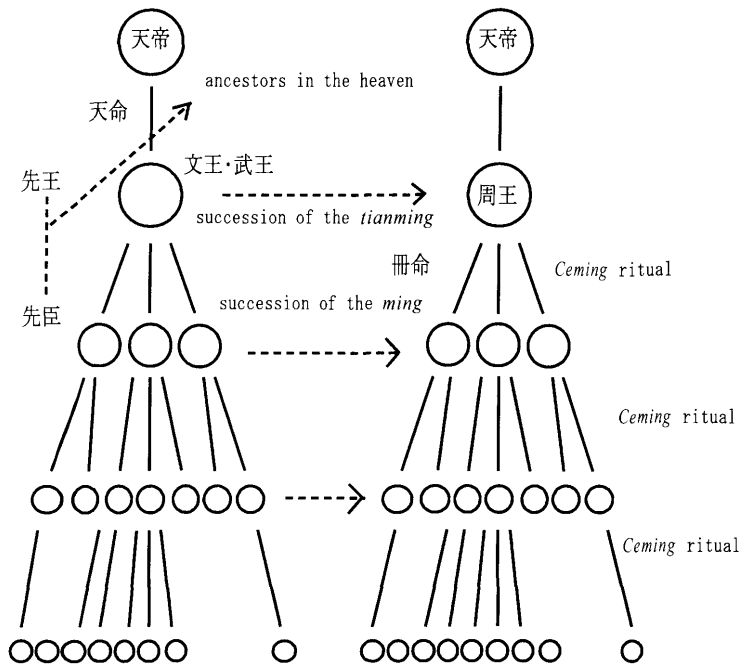 天帝
天帝
ancestors in the heaven
天命
文王·武王
先王
周王
succession of the tianming
冊命
Ceming ritual
succession of the ming
先臣
Ceming ritual
Ceming ritual